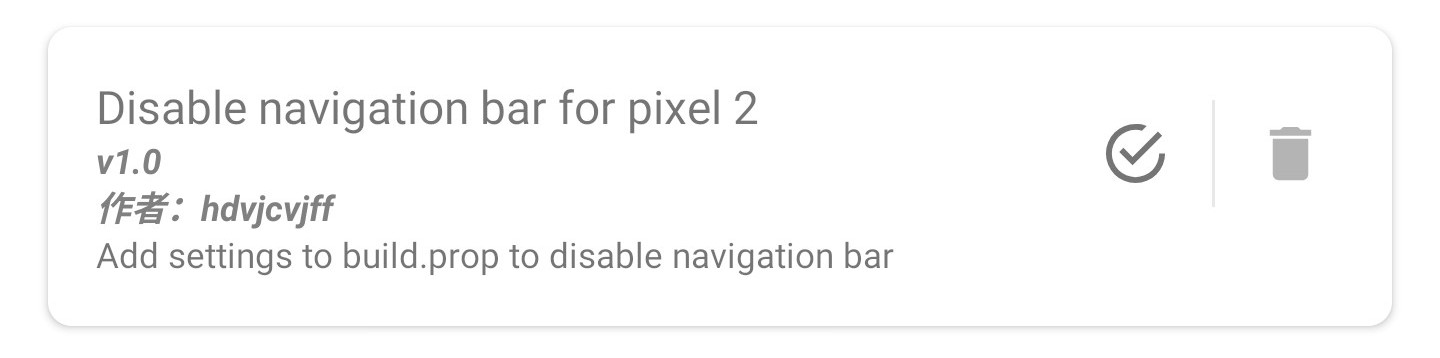 Disable navigation bar for pixel 2
v1.0
作者：hdvjcvjff
Add settings to build.prop to disable navigation bar